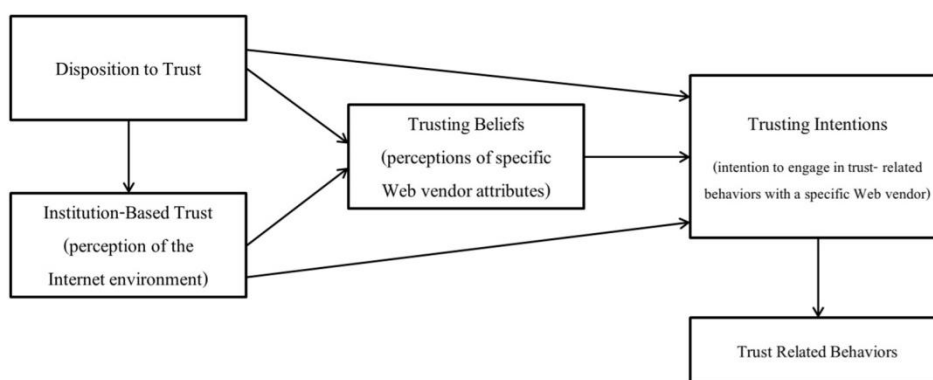 Disposition to Trust
Trusting Beliefs
(perceptions of specific
Web vendor attributes)
Trusting Intentions
(intention to engage in trust- related
behaviors with a specific Web vendor)
Institution-Based Trust
(perception of the
Internet environment)
Trust Related Behaviors